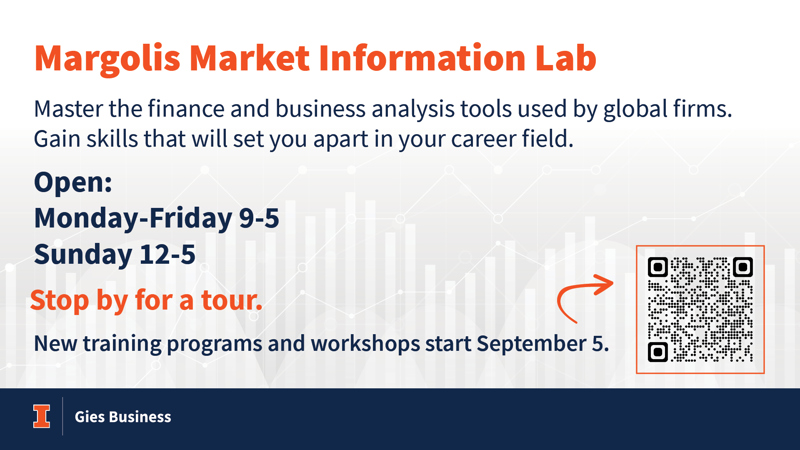 Margolis Market Information Lab
Master the finance and business analysis tools used by global firms.
Gain skills that will set you apart in your career field.
Open:
Monday-Friday 9-5
Sunday 12-5
Stop by for a tour.
New training programs and workshops start September 5.
I
Gies Business